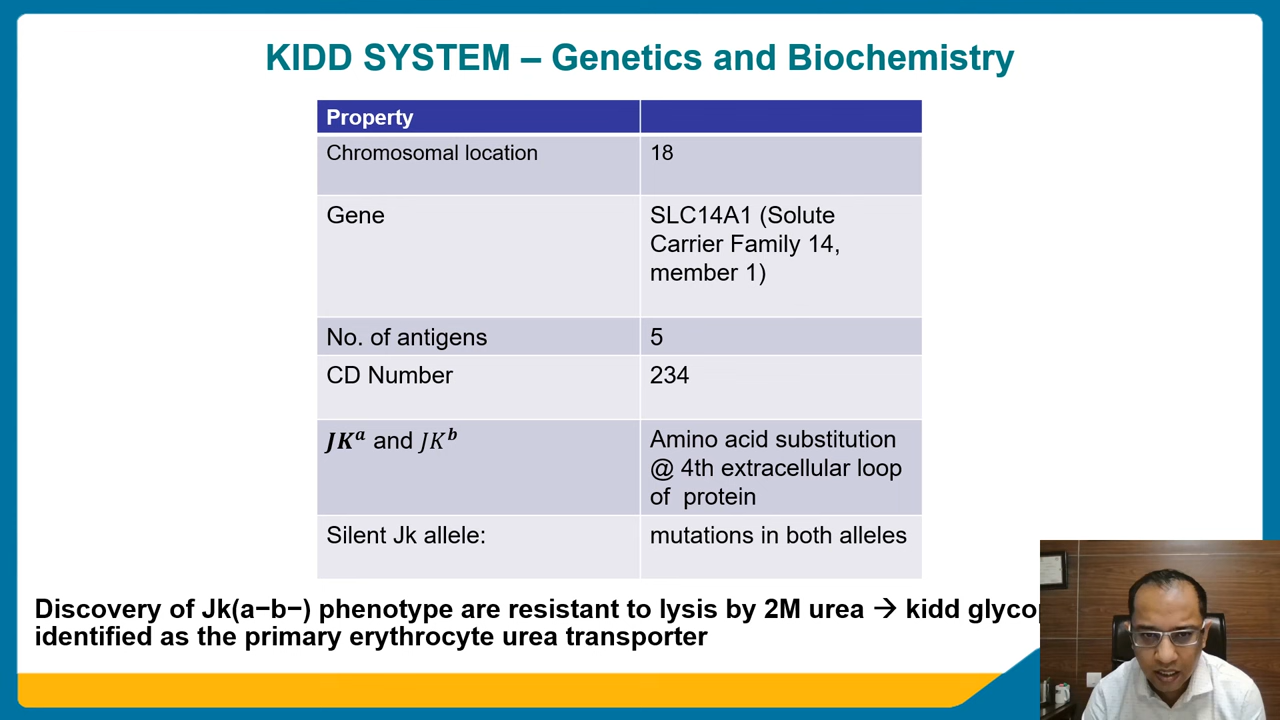 KIDD SYSTEM – Genetics and Biochemistry
Property
Chromosomal location 18
Gene SLC14A1 (Solute
Carrier Family 14,
member 1)
No. of antigens 5
CD Number 234
JKᵃ and JKᵇ Amino acid substitution
@ 4th extracellular loop
of protein
Silent Jk allele: mutations in both alleles
Discovery of Jk(a−b−) phenotype are resistant to lysis by 2M urea → kidd
identified as the primary erythrocyte urea transporter